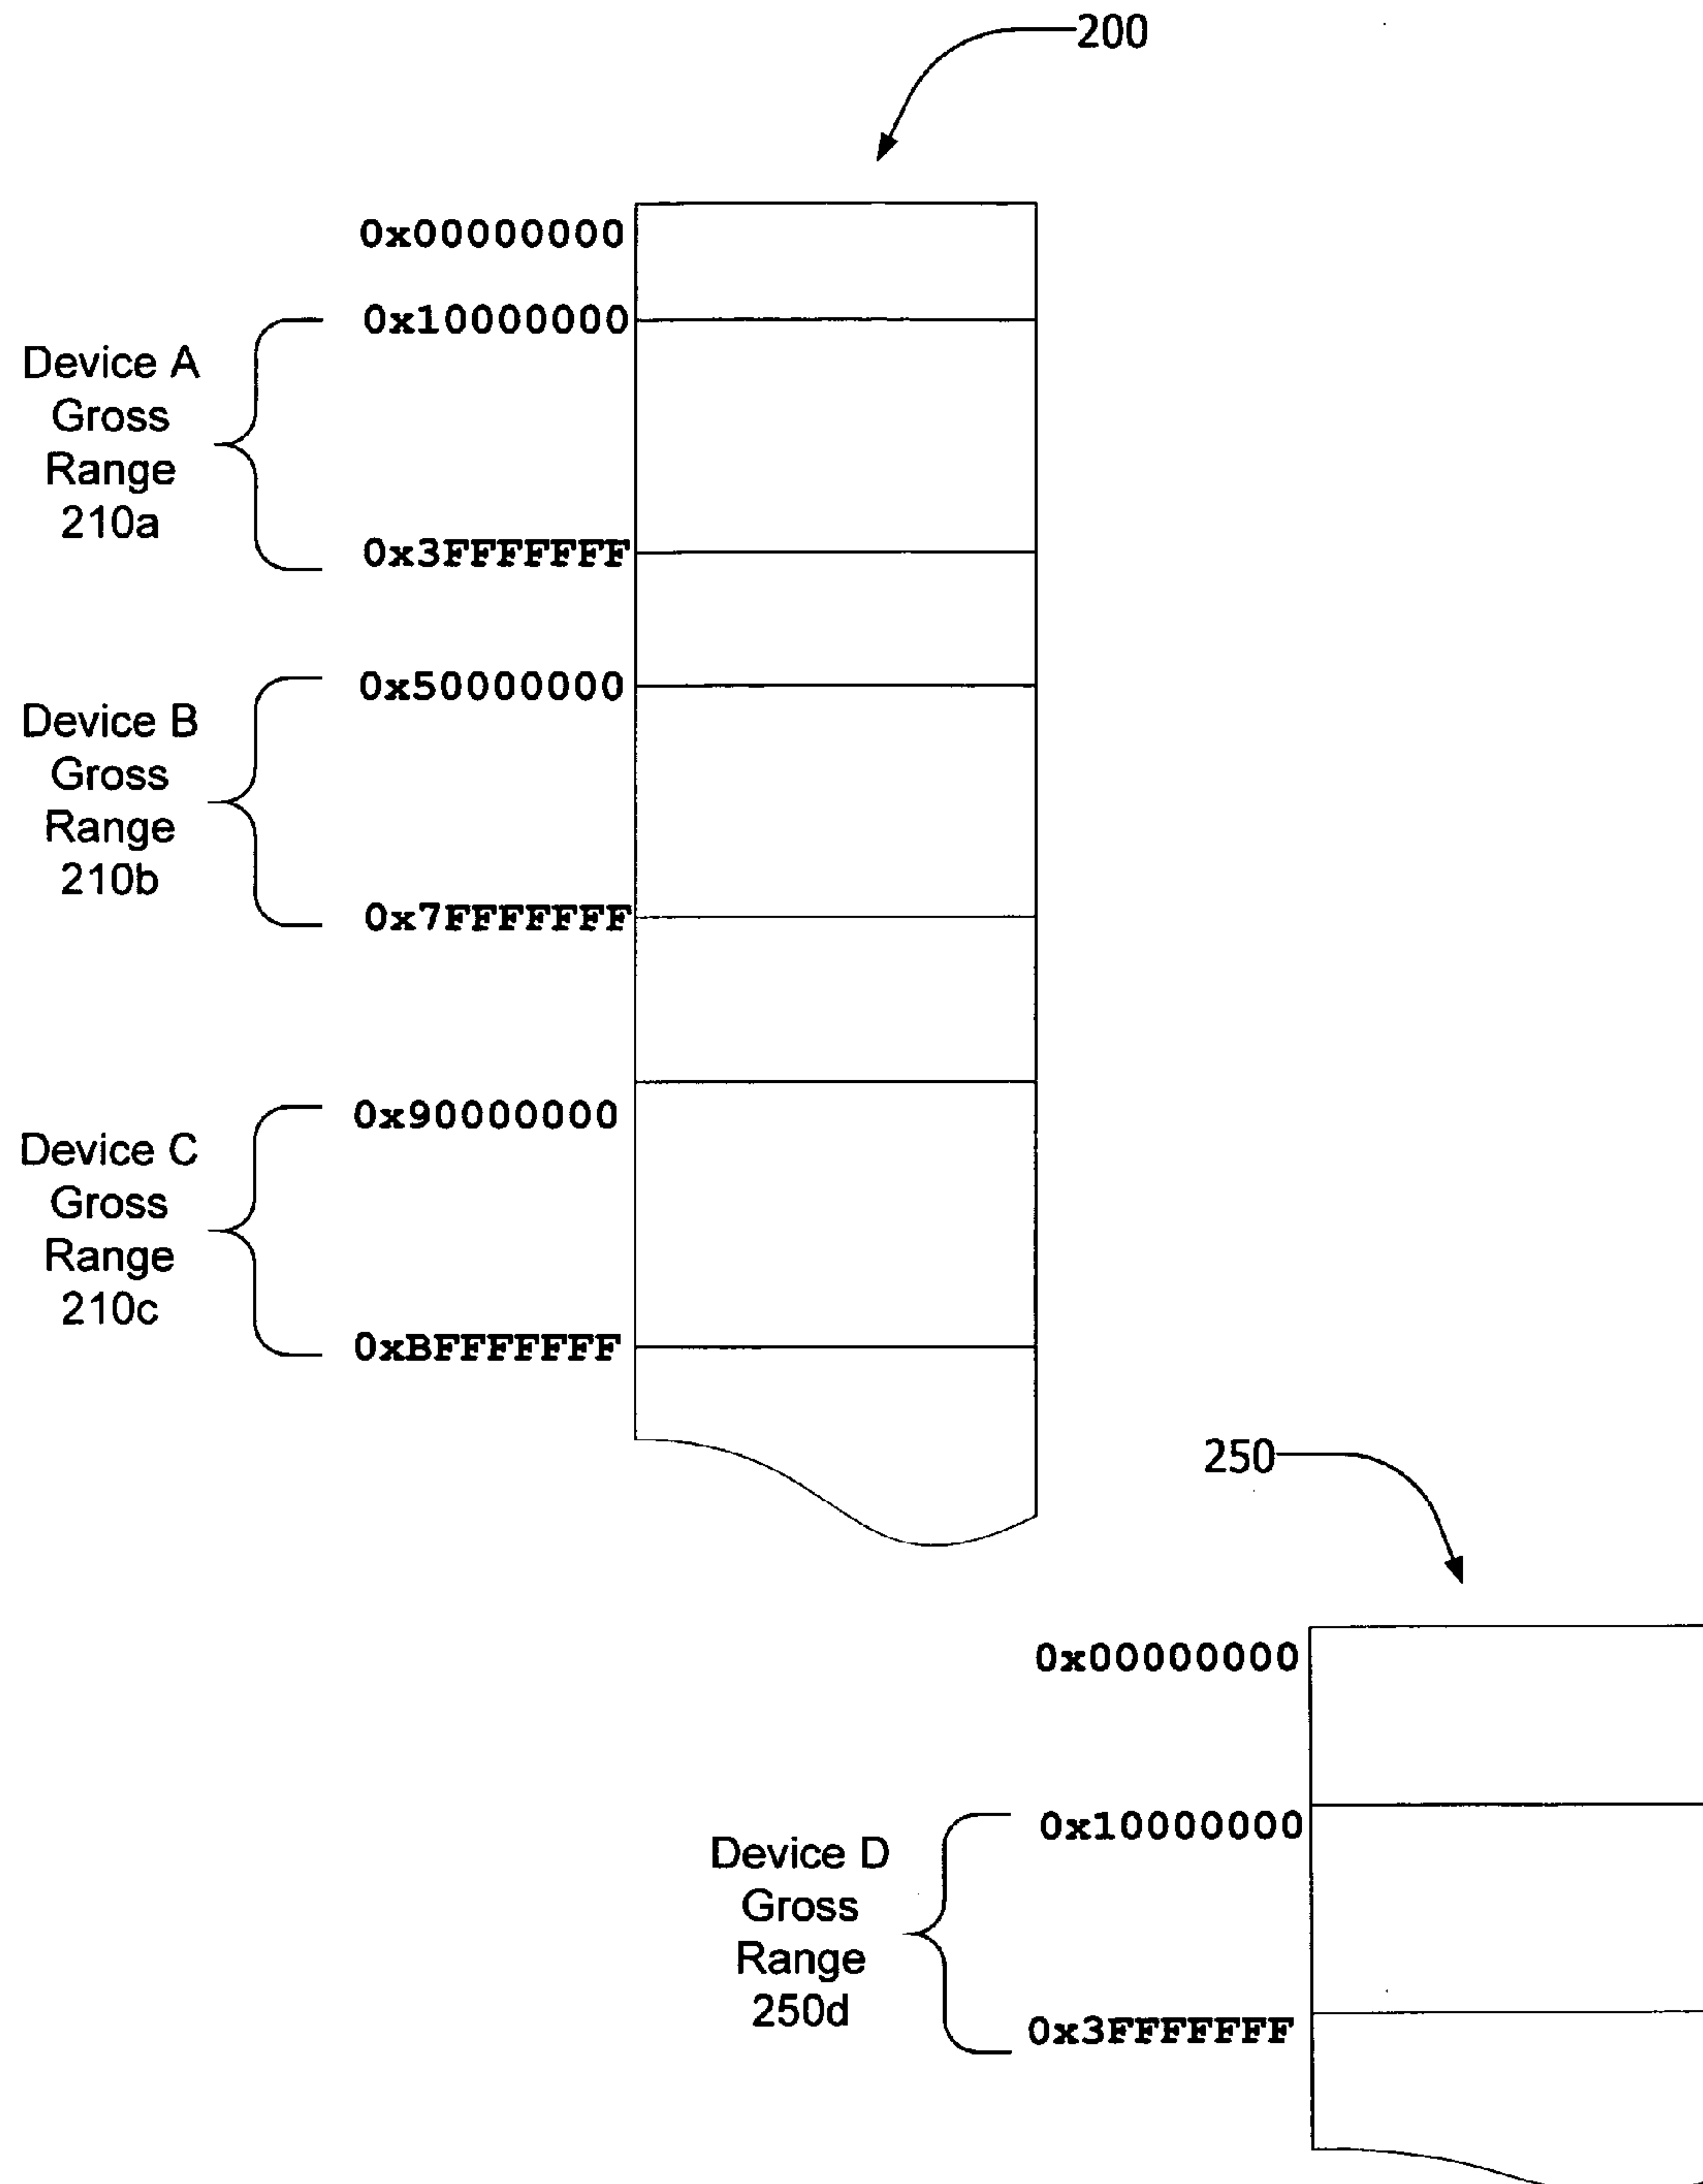 200
0x00000000
0x10000000
Device A
Gross
Range
210a
0x3FFFFFFF
0x50000000
Device B
Gross
Range
210b
0x7FFFFFFF
0x90000000
Device C
Gross
Range
210c
0xBFFFFFFF
250
0x00000000
0x10000000
Device D
Gross
Range
250d
0x3FFFFFFF